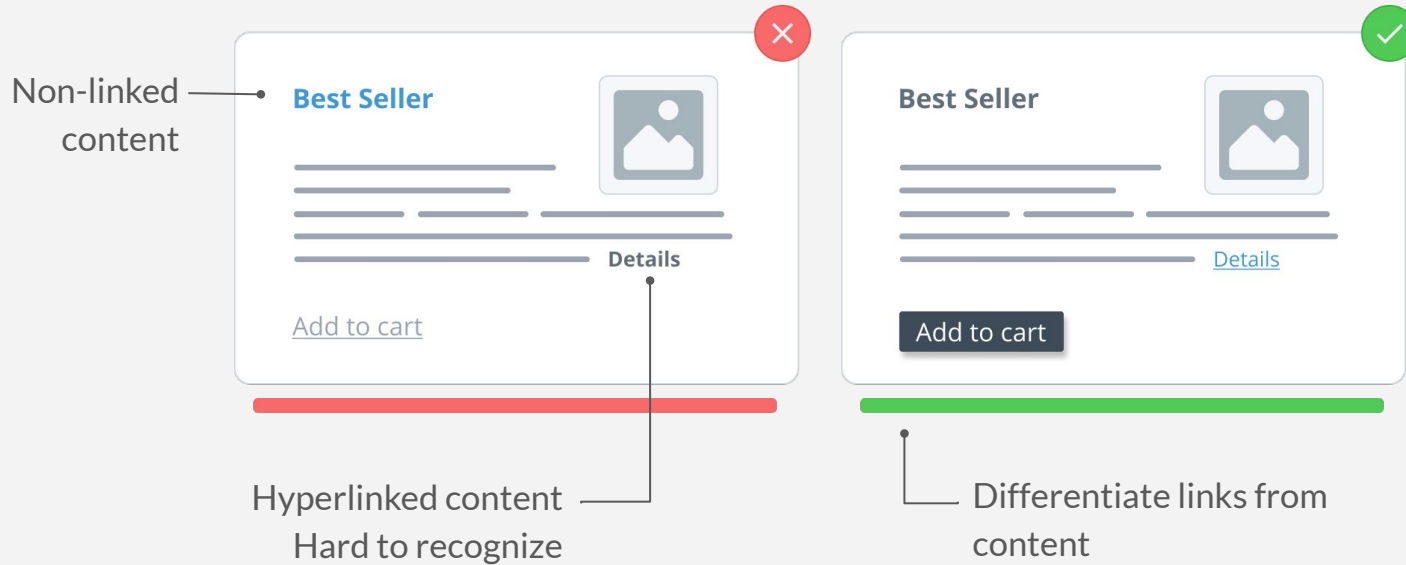 Non-linked
content
Best Seller
Details
Add to cart
Hyperlinked content
Hard to recognize
Best Seller
Details
Add to cart
Differentiate links from
content